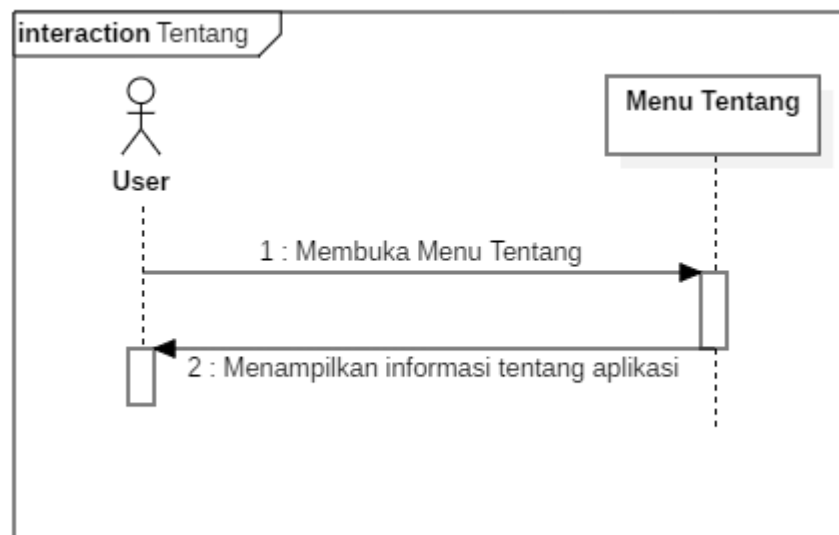 interaction Tentang
Menu Tentang
User
1 : Membuka Menu Tentang
2 : Menampilkan informasi tentang aplikasi